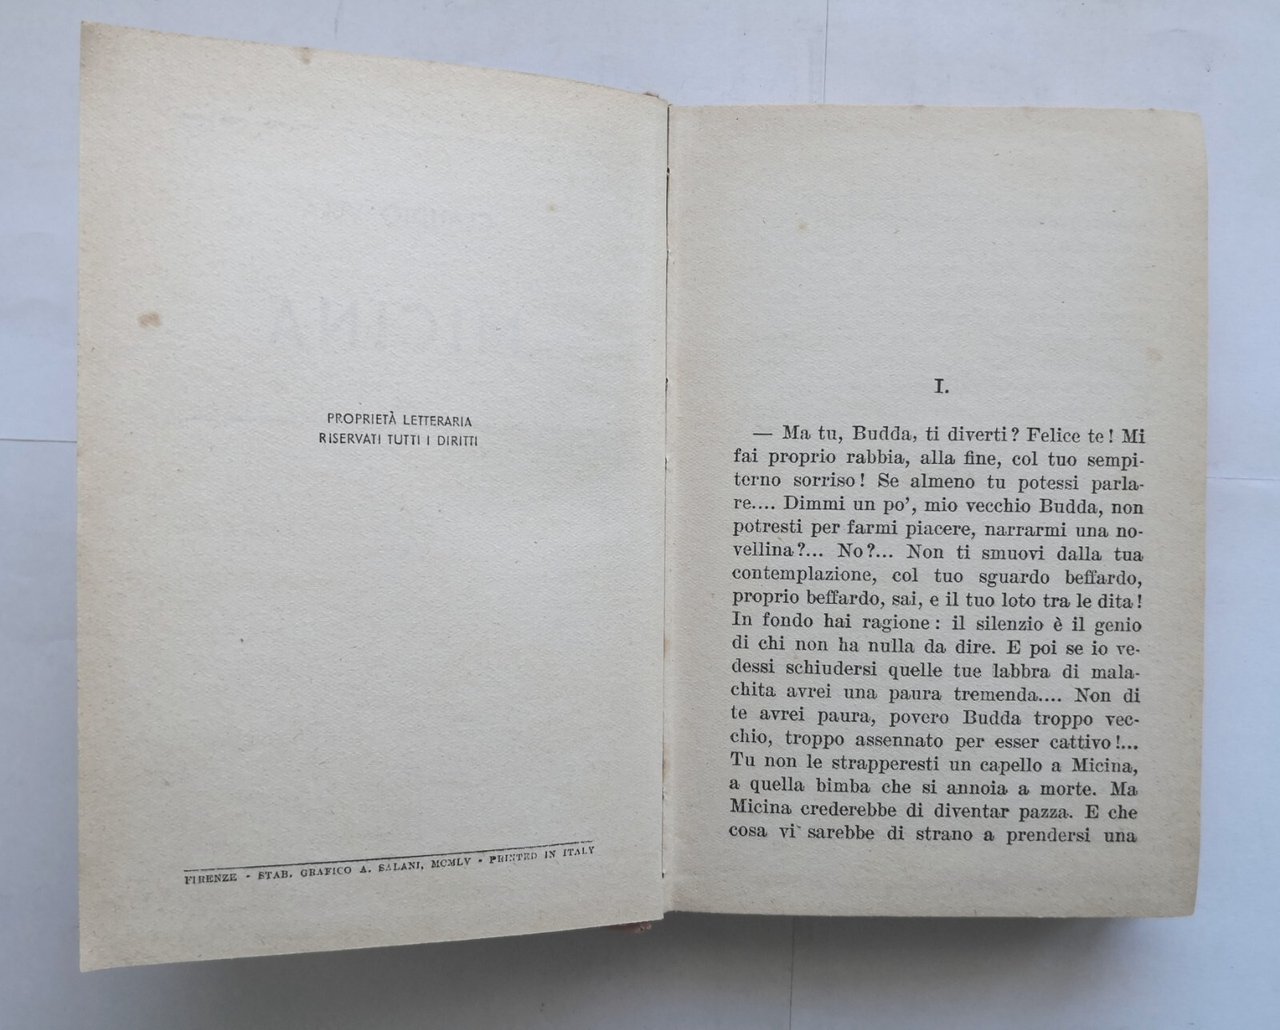 PROPRIETÀ LETTERARIA
RISERVATI TUTTI I DIRITTI
FIRENZE - STAB. GRAFICO A. SALANI, MCMLV - PRINTED IN ITALY
I.
— Ma tu, Budda, ti diverti? Felice te! Mi
fai proprio rabbia, alla fine, col tuo sempi-
terno sorriso! Se almeno tu potessi parla-
re.... Dimmi un po', mio vecchio Budda, non
potresti per farmi piacere, narrarmi una no-
vellina?... No?... Non ti smuovi dalla tua
contemplazione, col tuo sguardo beffardo,
proprio beffardo, sai, e il tuo loto tra le dita!
In fondo hai ragione: il silenzio è il genio
di chi non ha nulla da dire. E poi se io ve-
dessi schiudersi quelle tue labbra di mala-
chita avrei una paura tremenda.... Non di
te avrei paura, povero Budda troppo vec-
chio, troppo assennato per esser cattivo!...
Tu non le strapperesti un capello a Micina,
a quella bimba che si annoia a morte. Ma
Micina crederebbe di diventar pazza. E che
cosa vi sarebbe di strano a prendersi una